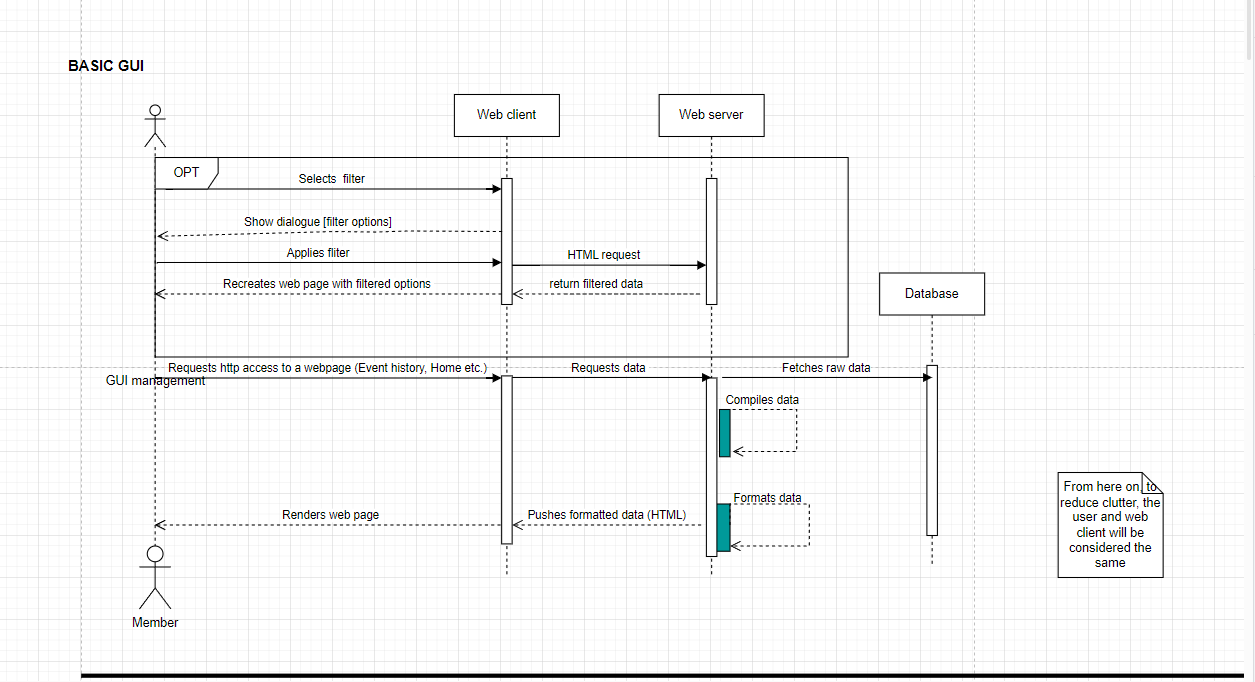 BASIC GUI
Web client
Web server
OPT
Selects  filter
Show dialogue [filter options]
Applies filter
HTML request
Recreates web page with filtered options
return filtered data
Database
Requests http access to a webpage (Event history, Home etc.)
Requests data
Fetches raw data
GUI management
Compiles data
From here on, to
reduce clutter, the
user and web
client will be
considered the
same
Formats data
Renders web page
Pushes formatted data (HTML)
Member